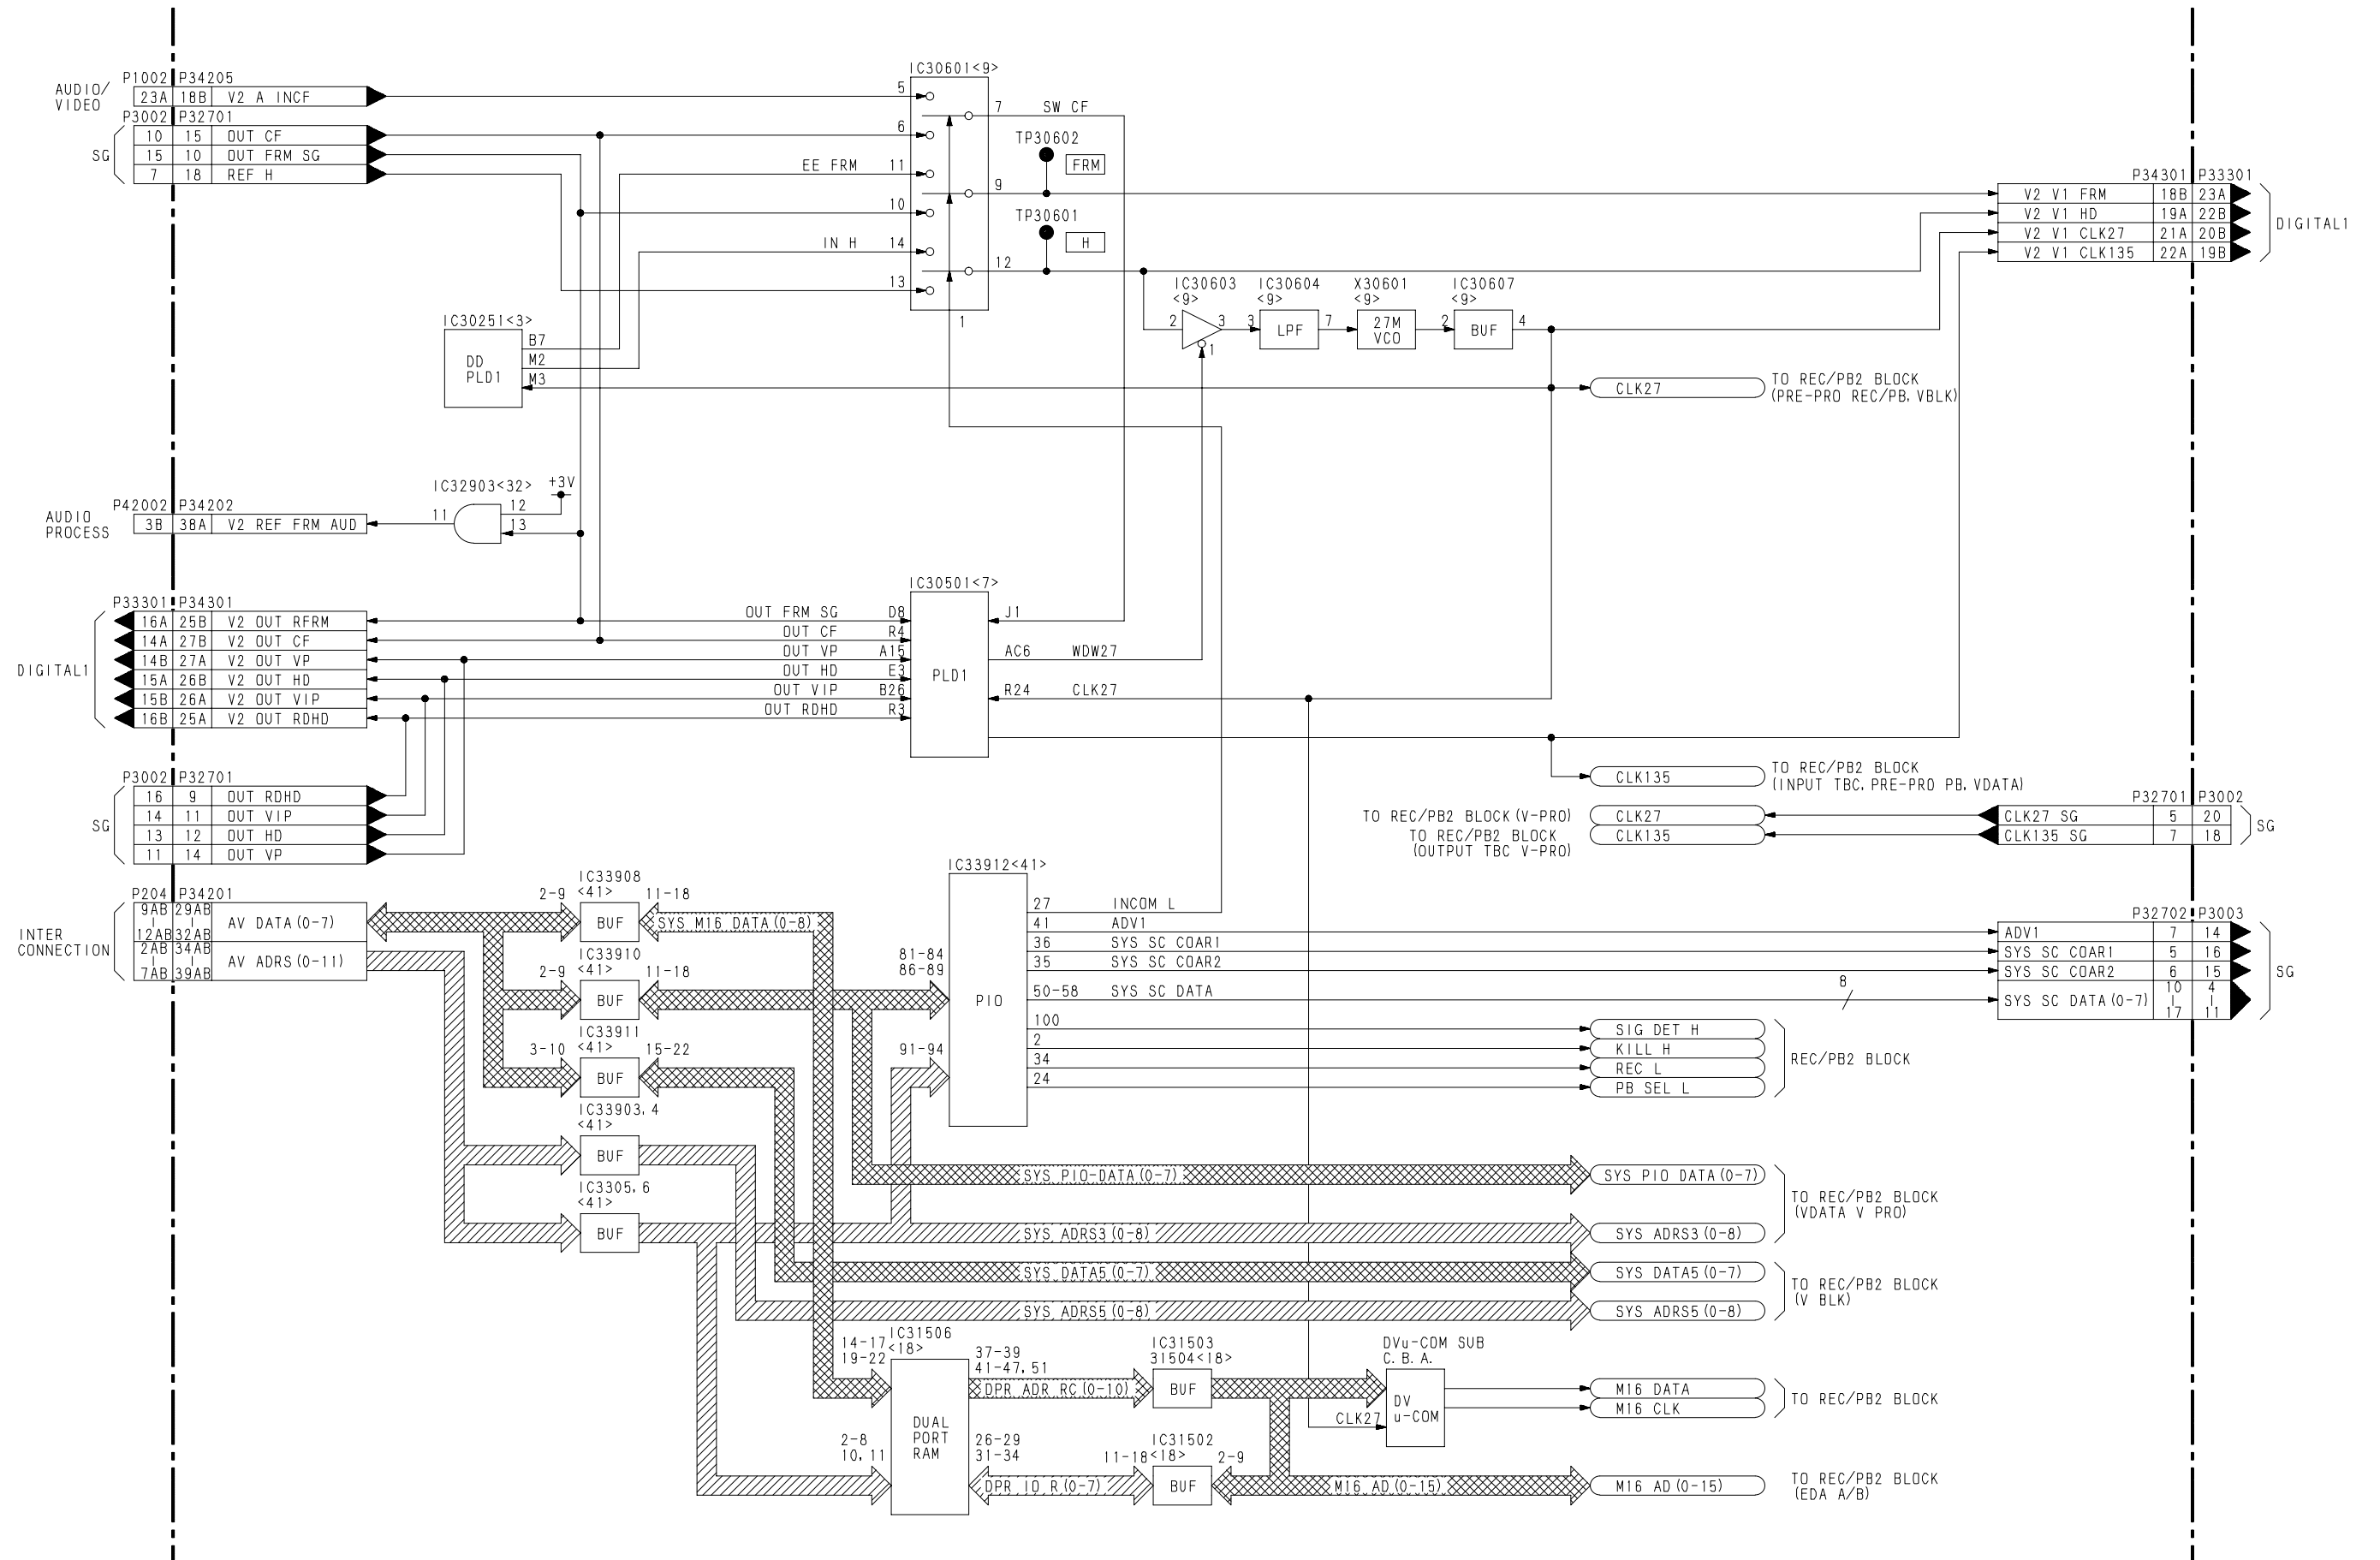 AUDIO/
VIDEO
P1002 P34205
23A 18B V2 A INCF
P3002 P32701
SG
10 15 OUT CF
15 10 OUT FRM SG
7 18 REF H
IC30601<9>
5
6
EE FRM 11
10
IN H 14
13
7 SW CF
TP30602
FRM
9
TP30601
H
12
1
P34301 P33301
V2 V1 FRM 18B 23A
V2 V1 HD 19A 22B
V2 V1 CLK27 21A 20B
V2 V1 CLK135 22A 19B
DIGITAL1
IC30603
<9>
2 3
1
IC30604
<9>
3 LPF 7
X30601
<9>
27M
VCO
IC30607
<9>
2 BUF 4
IC30251<3>
DD
PLD1
B7
M2
M3
CLK27
TO REC/PB2 BLOCK
(PRE-PRO REC/PB, VBLK)
AUDIO
PROCESS
P42002 P34202
3B 38A V2 REF FRM AUD
IC32903<32>
+3V
11
12
13
DIGITAL1
P33301 P34301
16A 25B V2 OUT RFRM
14A 27B V2 OUT CF
14B 27A V2 OUT VP
15A 26B V2 OUT HD
15B 26A V2 OUT VIP
16B 25A V2 OUT RDHD
IC30501<7>
OUT FRM SG D8
OUT CF R4
OUT VP A15
OUT HD E3
OUT VIP B26
OUT RDHD R3
PLD1
J1
AC6 WDW27
R24 CLK27
CLK135
TO REC/PB2 BLOCK
(INPUT TBC, PRE-PRO PB, VDATA)
SG
P3002 P32701
16 9 OUT RDHD
14 11 OUT VIP
13 12 OUT HD
11 14 OUT VP
TO REC/PB2 BLOCK (V-PRO) CLK27
TO REC/PB2 BLOCK
(OUTPUT TBC V-PRO)
CLK135
P32701 P3002
CLK27 SG 5 20
CLK135 SG 7 18
SG
INTER
CONNECTION
P204 P34201
9AB 29AB
12AB 32AB
AV DATA (0-7)
2AB 34AB
7AB 39AB
AV ADRS (0-11)
IC33908
<41>
2-9 BUF 11-18
SYS M16 DATA (0-8)
IC33910
<41>
2-9 BUF 11-18
IC33911
<41>
3-10 BUF 15-22
IC33903, 4
<41>
BUF
IC3305, 6
<41>
BUF
IC33912<41>
81-84
86-89
91-94
PIO
27 INCOM L
41 ADV1
36 SYS SC COAR1
35 SYS SC COAR2
50-58 SYS SC DATA
8
100
2
34
24
P32702 P3003
ADV1 7 14
SYS SC COAR1 5 16
SYS SC COAR2 6 15
SYS SC DATA (0-7)
10 4
17 11
SG
SIG DET H
KILL H
REC L
PB SEL L
REC/PB2 BLOCK
SYS PIO-DATA (0-7)
SYS PIO DATA (0-7)
SYS ADRS3 (0-8)
SYS ADRS3 (0-8)
TO REC/PB2 BLOCK
(VDATA V PRO)
SYS DATA5 (0-7)
SYS DATA5 (0-7)
SYS ADRS5 (0-8)
SYS ADRS5 (0-8)
TO REC/PB2 BLOCK
(V BLK)
IC31506
<18>
14-17
19-22
2-8
10, 11
DUAL
PORT
RAM
37-39
41-47, 51
DPR ADR RC (0-10)
26-29
31-34
DPR IO R (0-7)
IC31503
31504<18>
BUF
IC31502
<18>
11-18 BUF 2-9
DVu-COM SUB
C. B. A.
DV
u-COM
CLK27
M16 DATA
M16 CLK
TO REC/PB2 BLOCK
M16 AD (0-15)
M16 AD (0-15)
TO REC/PB2 BLOCK
(EDA A/B)